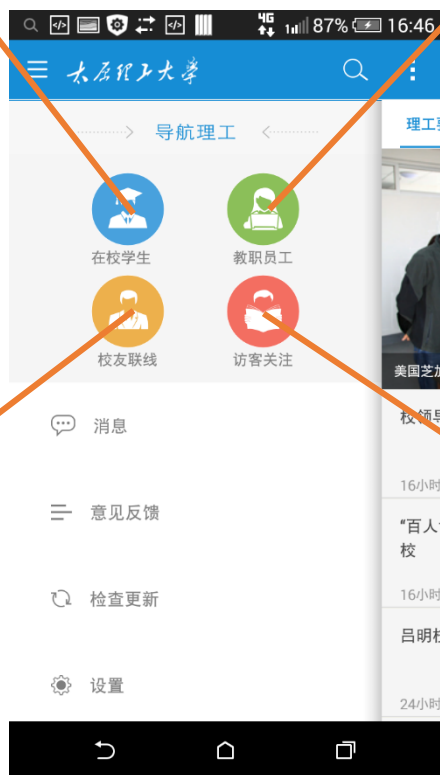 4G 87% 16:46
太原理工大学
导航理工
理工要
在校学生 教职员工
校友联线 访客关注
美国芝加
消息
校领导
16小时
意见反馈
“百人
校
检查更新
16小时
吕明校
设置
24小时